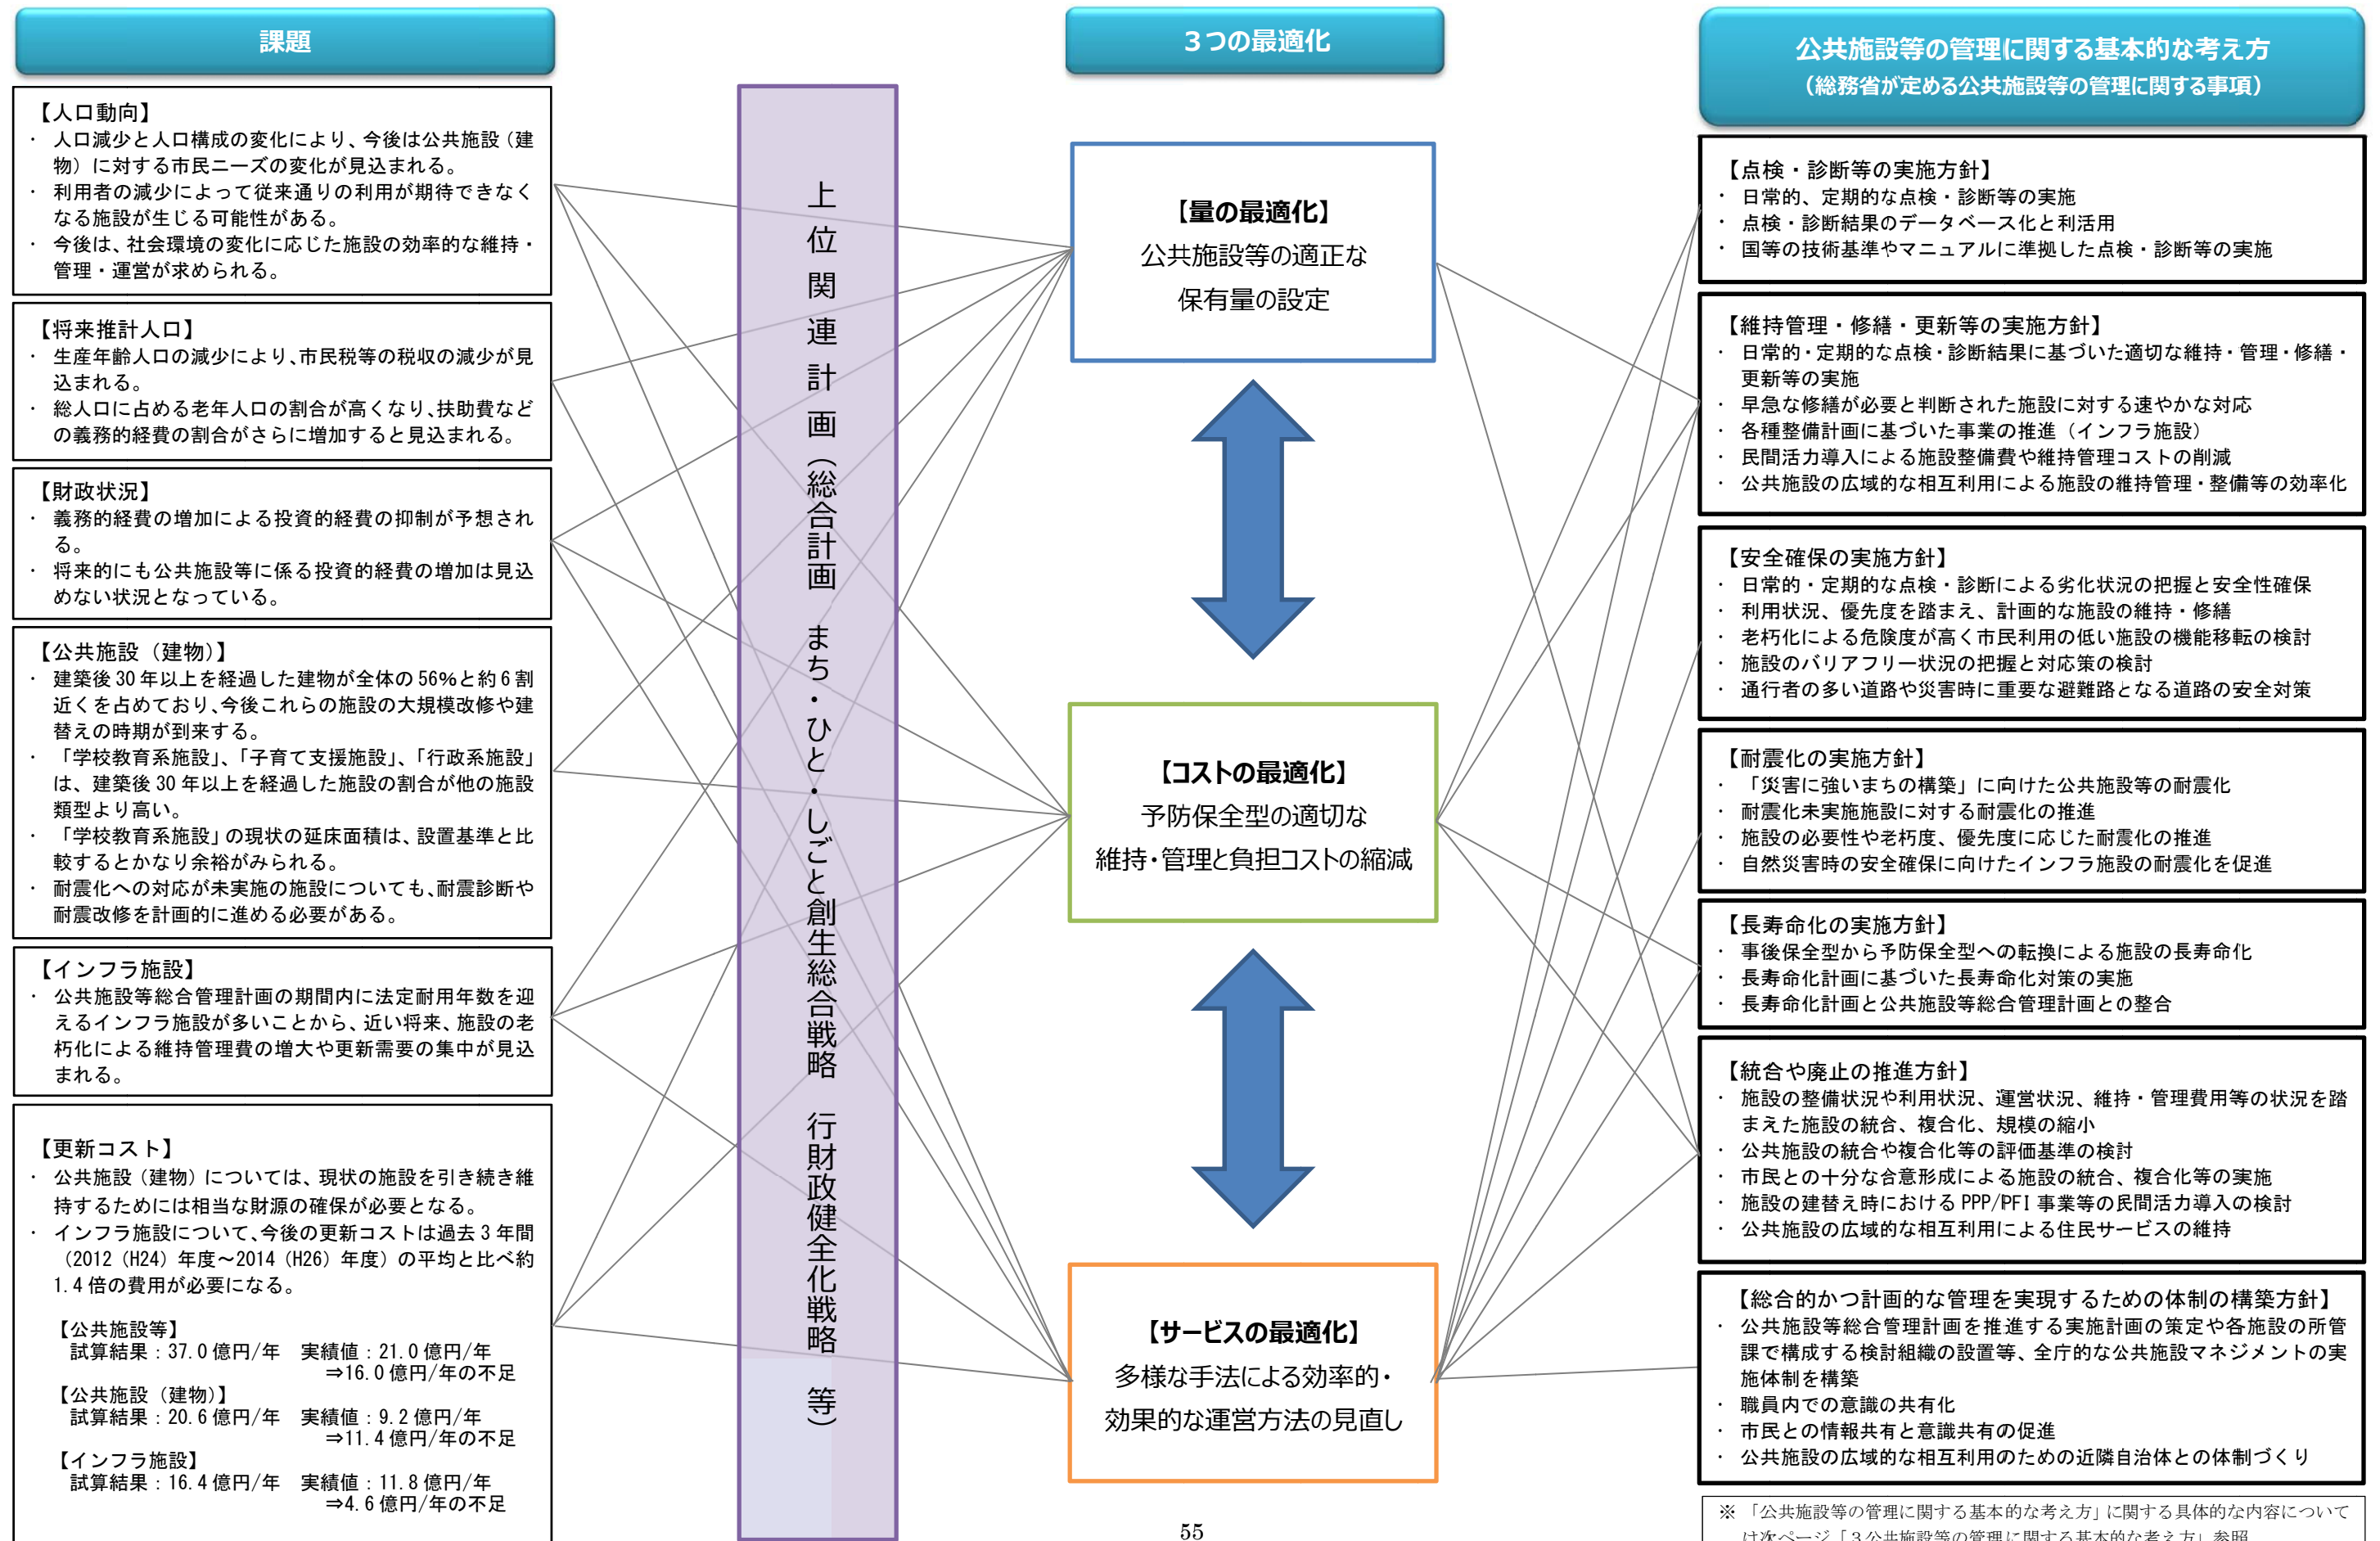 課題
【人口動向】
・ 人口減少と人口構成の変化により、今後は公共施設（建
物）に対する市民ニーズの変化が見込まれる。
・ 利用者の減少によって従来通りの利用が期待できなく
なる施設が生じる可能性がある。
・ 今後は、社会環境の変化に応じた施設の効率的な維持・
管理・運営が求められる。
【将来推計人口】
・ 生産年齢人口の減少により、市民税等の税収の減少が見
込まれる。
・ 総人口に占める老年人口の割合が高くなり、扶助費など
の義務的経費の割合がさらに増加すると見込まれる。
【財政状況】
・ 義務的経費の増加による投資的経費の抑制が予想され
る。
・ 将来的にも公共施設等に係る投資的経費の増加は見込
めない状況となっている。
【公共施設（建物）】
・ 建築後 30 年以上を経過した建物が全体の 56%と約 6 割
近くを占めており、今後これらの施設の大規模改修や建
替えの時期が到来する。
・ 「学校教育系施設」、「子育て支援施設」、「行政系施設」
は、建築後 30 年以上を経過した施設の割合が他の施設
類型より高い。
・ 「学校教育系施設」の現状の延床面積は、設置基準と比
較するとかなり余裕がみられる。
・ 耐震化への対応が未実施の施設についても、耐震診断や
耐震改修を計画的に進める必要がある。
【インフラ施設】
・ 公共施設等総合管理計画の期間内に法定耐用年数を迎
えるインフラ施設が多いことから、近い将来、施設の老
朽化による維持管理費の増大や更新需要の集中が見込
まれる。
【更新コスト】
・ 公共施設（建物）については、現状の施設を引き続き維
持するためには相当な財源の確保が必要となる。
・ インフラ施設について、今後の更新コストは過去 3 年間
（2012（H24）年度～2014（H26）年度）の平均と比べ約
1.4 倍の費用が必要になる。
【公共施設等】
試算結果：37.0 億円/年 実績値：21.0 億円/年
⇒16.0 億円/年の不足
【公共施設（建物）】
試算結果：20.6 億円/年 実績値：9.2 億円/年
⇒11.4 億円/年の不足
【インフラ施設】
試算結果：16.4 億円/年 実績値：11.8 億円/年
⇒4.6 億円/年の不足
上位関連計画（総合計画 まち・ひと・しごと創生総合戦略 行財政健全化戦略 等）
3つの最適化
【量の最適化】
公共施設等の適正な
保有量の設定
【コストの最適化】
予防保全型の適切な
維持・管理と負担コストの縮減
【サービスの最適化】
多様な手法による効率的・
効果的な運営方法の見直し
公共施設等の管理に関する基本的な考え方
（総務省が定める公共施設等の管理に関する事項）
【点検・診断等の実施方針】
・ 日常的、定期的な点検・診断等の実施
・ 点検・診断結果のデータベース化と利活用
・ 国等の技術基準やマニュアルに準拠した点検・診断等の実施
【維持管理・修繕・更新等の実施方針】
・ 日常的・定期的な点検・診断結果に基づいた適切な維持・管理・修繕・
更新等の実施
・ 早急な修繕が必要と判断された施設に対する速やかな対応
・ 各種整備計画に基づいた事業の推進（インフラ施設）
・ 民間活力導入による施設整備費や維持管理コストの削減
・ 公共施設の広域的な相互利用による施設の維持管理・整備等の効率化
【安全確保の実施方針】
・ 日常的・定期的な点検・診断による劣化状況の把握と安全性確保
・ 利用状況、優先度を踏まえ、計画的な施設の維持・修繕
・ 老朽化による危険度が高く市民利用の低い施設の機能移転の検討
・ 施設のバリアフリー状況の把握と対応策の検討
・ 通行者の多い道路や災害時に重要な避難路となる道路の安全対策
【耐震化の実施方針】
・ 「災害に強いまちの構築」に向けた公共施設等の耐震化
・ 耐震化未実施施設に対する耐震化の推進
・ 施設の必要性や老朽度、優先度に応じた耐震化の推進
・ 自然災害時の安全確保に向けたインフラ施設の耐震化を促進
【長寿命化の実施方針】
・ 事後保全型から予防保全型への転換による施設の長寿命化
・ 長寿命化計画に基づいた長寿命化対策の実施
・ 長寿命化計画と公共施設等総合管理計画との整合
【統合や廃止の推進方針】
・ 施設の整備状況や利用状況、運営状況、維持・管理費用等の状況を踏
まえた施設の統合、複合化、規模の縮小
・ 公共施設の統合や複合化等の評価基準の検討
・ 市民との十分な合意形成による施設の統合、複合化等の実施
・ 施設の建替え時における PPP/PFI 事業等の民間活力導入の検討
・ 公共施設の広域的な相互利用による住民サービスの維持
【総合的かつ計画的な管理を実現するための体制の構築方針】
・ 公共施設等総合管理計画を推進する実施計画の策定や各施設の所管
課で構成する検討組織の設置等、全庁的な公共施設マネジメントの実
施体制を構築
・ 職員内での意識の共有化
・ 市民との情報共有と意識共有の促進
・ 公共施設の広域的な相互利用のための近隣自治体との体制づくり
※ 「公共施設等の管理に関する基本的な考え方」に関する具体的な内容について
は次ページ「3 公共施設等の管理に関する基本的な考え方」参照
55